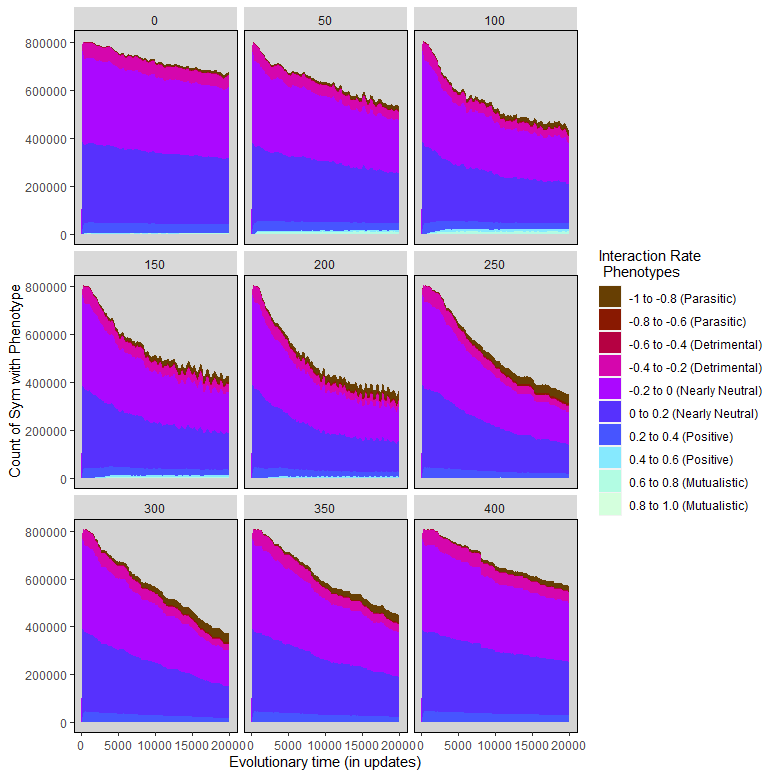 0 50 100
800000
600000
400000
200000
0
150 200 250
800000
600000
400000
200000
0
300 350 400
800000
600000
400000
200000
0
0 5000 10000 15000 20000 0 5000 10000 15000 20000 0 5000 10000 15000 20000
Evolutionary time (in updates)
Count of Sym with Phenotype
Interaction Rate
Phenotypes
-1 to -0.8 (Parasitic)
-0.8 to -0.6 (Parasitic)
-0.6 to -0.4 (Detrimental)
-0.4 to -0.2 (Detrimental)
-0.2 to 0 (Nearly Neutral)
0 to 0.2 (Nearly Neutral)
0.2 to 0.4 (Positive)
0.4 to 0.6 (Positive)
0.6 to 0.8 (Mutualistic)
0.8 to 1.0 (Mutualistic)